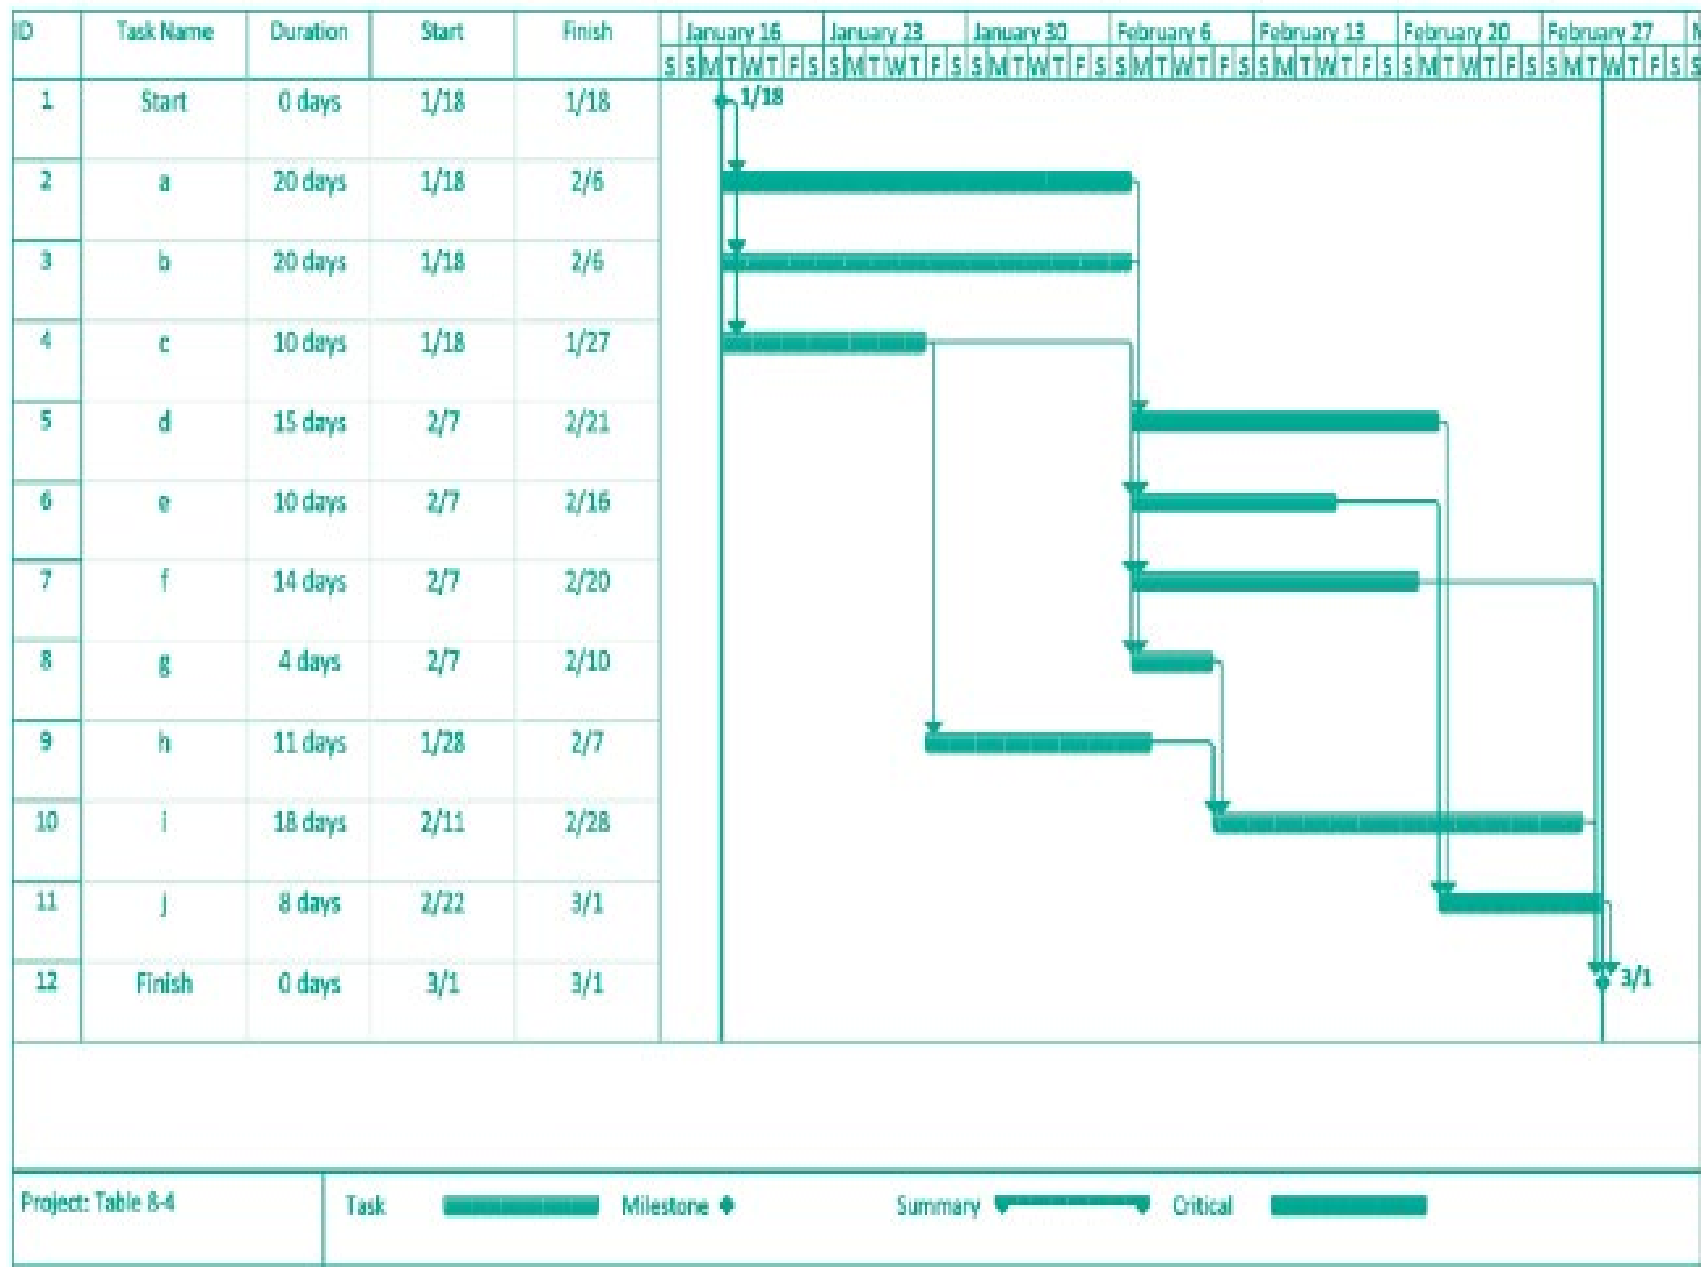 ID Task Name Duration Start Finish January 16 January 23 January 30 February 6 February 13 February 20 February 27 M
S S M T W T F S S M T W T F S S M T W T F S S M T W T F S S M T W T F S S M T W T F S S M T W T F S S
1 Start 0 days 1/18 1/18 1/18
2 a 20 days 1/18 2/6
3 b 20 days 1/18 2/6
4 c 10 days 1/18 1/27
5 d 15 days 2/7 2/21
6 e 10 days 2/7 2/16
7 f 14 days 2/7 2/20
8 g 4 days 2/7 2/10
9 h 11 days 1/28 2/7
10 i 18 days 2/11 2/28
11 j 8 days 2/22 3/1
12 Finish 0 days 3/1 3/1 3/1
Project: Table 8-4 Task Milestone Summary Critical